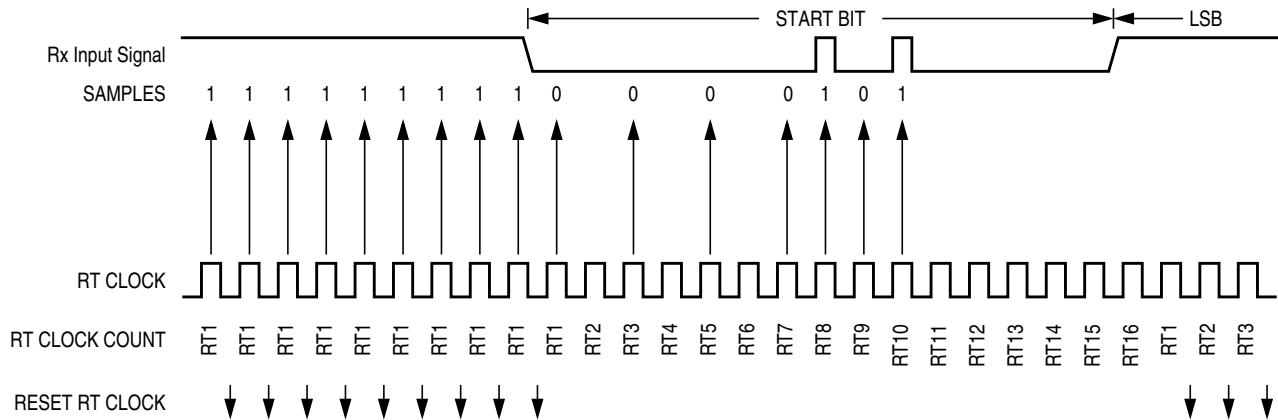 START BIT LSB
Rx Input Signal
SAMPLES 1 1 1 1 1 1 1 1 1 0 0 0 0 1 0 1
RT CLOCK
RT CLOCK COUNT RT1 RT1 RT1 RT1 RT1 RT1 RT1 RT1 RT1 RT1 RT2 RT3 RT4 RT5 RT6 RT7 RT8 RT9 RT10 RT11 RT12 RT13 RT14 RT15 RT16 RT1 RT2 RT3
RESET RT CLOCK